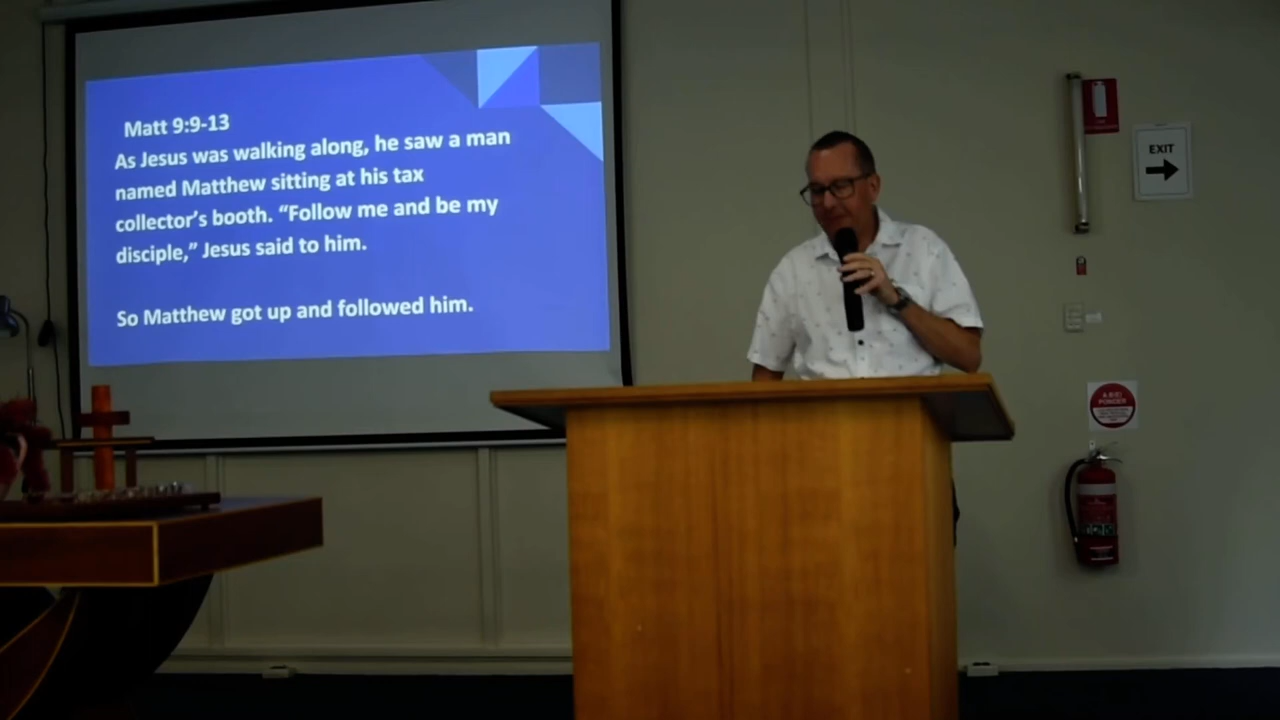 Matt 9:9-13
As Jesus was walking along, he saw a man
named Matthew sitting at his tax
collector's booth. “Follow me and be my
disciple,” Jesus said to him.
So Matthew got up and followed him.
EXIT
A B(E)
POWDER